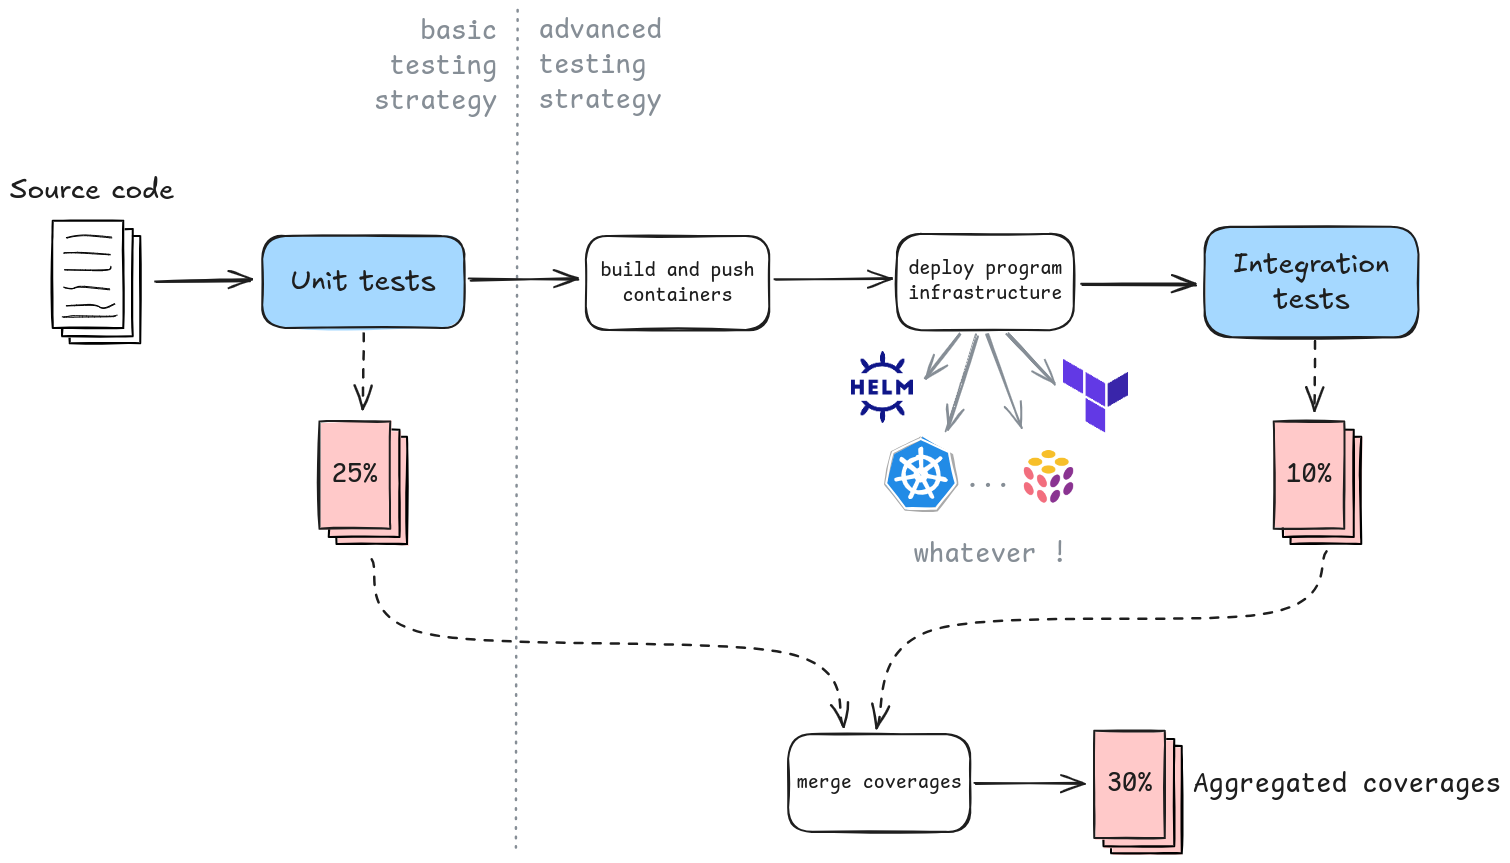 basic
testing
strategy
advanced
testing
strategy
Source code
Unit tests
build and push
containers
deploy program
infrastructure
Integration
tests
HELM
25%
10%
...
whatever !
merge coverages
30%
Aggregated coverages